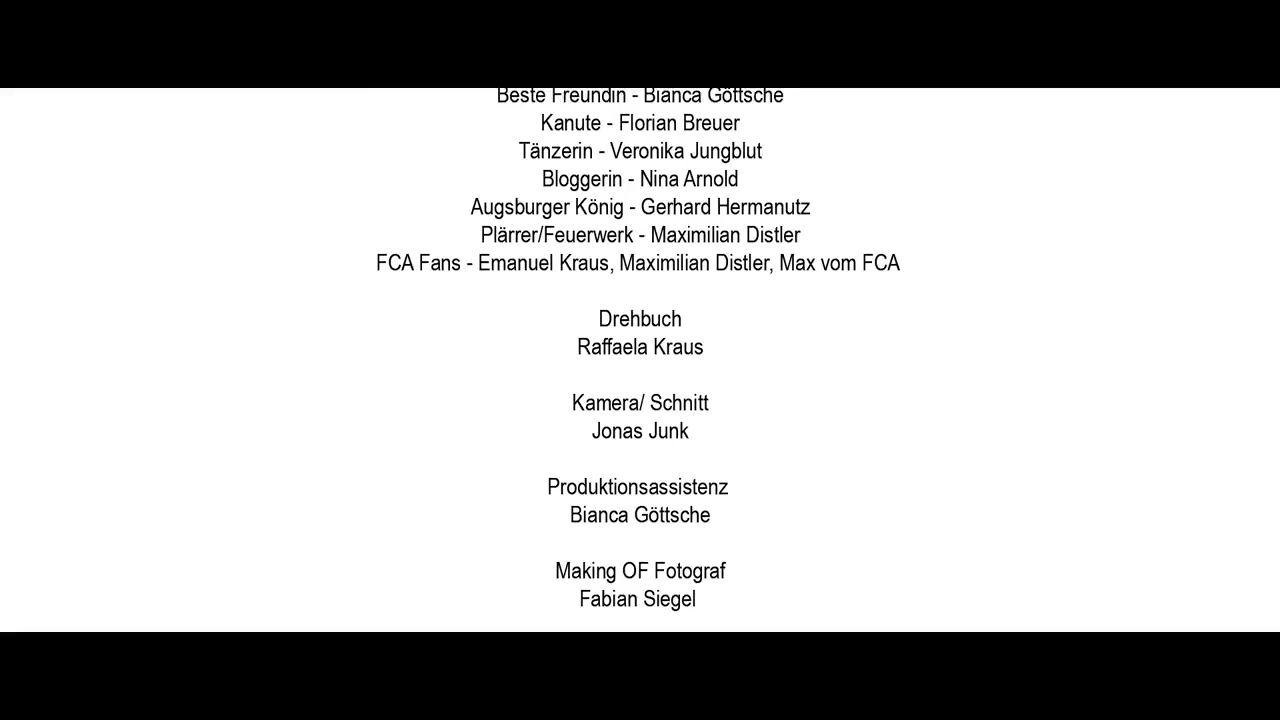 Beste Freundin - Bianca Göttsche
Kanute - Florian Breuer
Tänzerin - Veronika Jungblut
Bloggerin - Nina Arnold
Augsburger König - Gerhard Hermanutz
Plärrer/Feuerwerk - Maximilian Distler
FCA Fans - Emanuel Kraus, Maximilian Distler, Max vom FCA
Drehbuch
Raffaela Kraus
Kamera/ Schnitt
Jonas Junk
Produktionsassistenz
Bianca Göttsche
Making OF Fotograf
Fabian Siegel